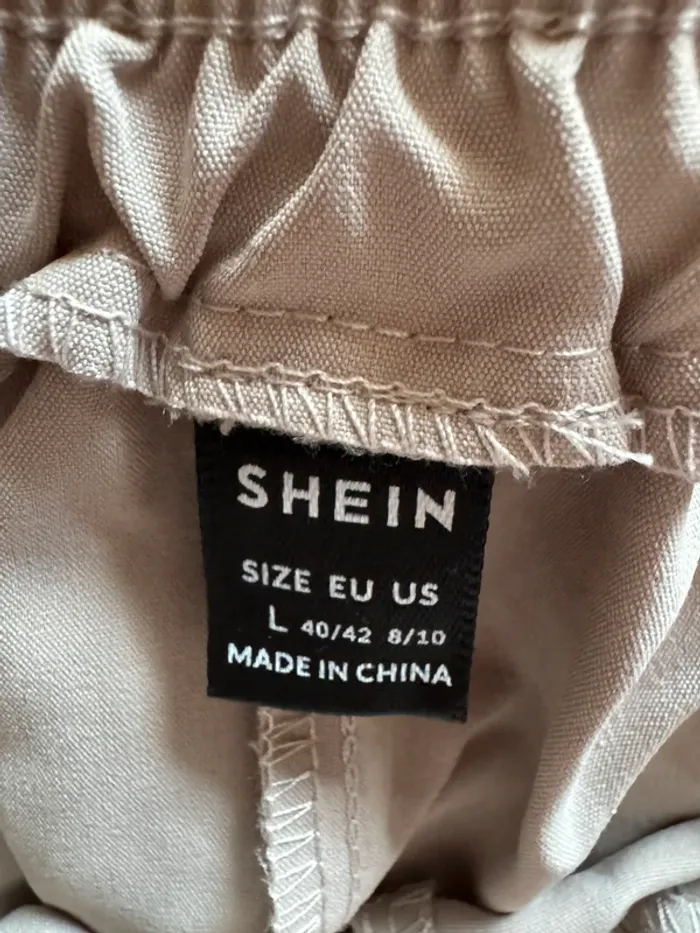 SHEIN
SIZE EU US
L 40/42 8/10
MADE IN CHINA